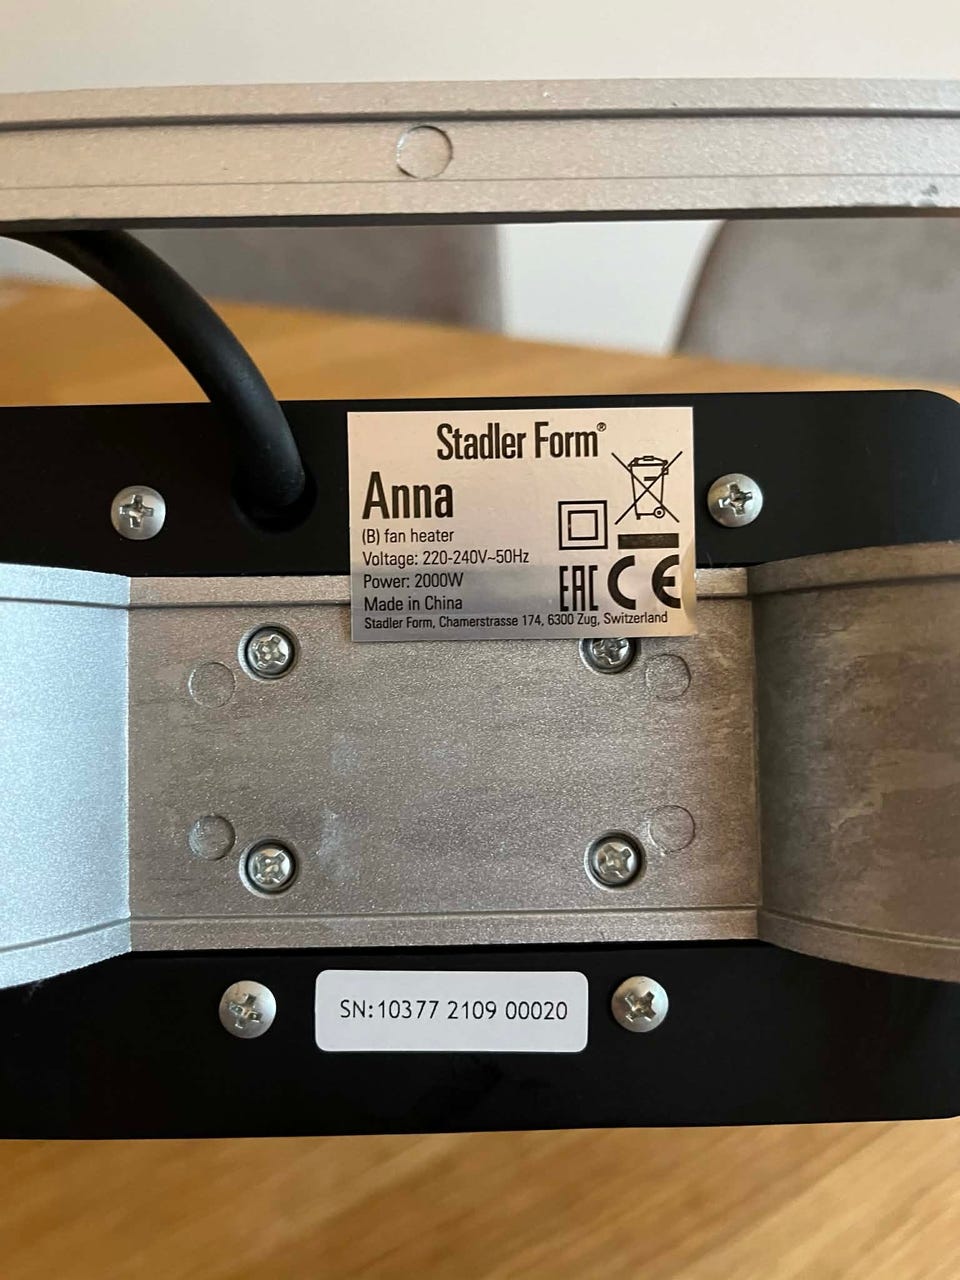 Stadler Form®
Anna
(B) fan heater
Voltage: 220-240V~50Hz
Power: 2000W
Made in China
EAC CE
Stadler Form, Chamerstrasse 174, 6300 Zug, Switzerland
SN:10377 2109 00020